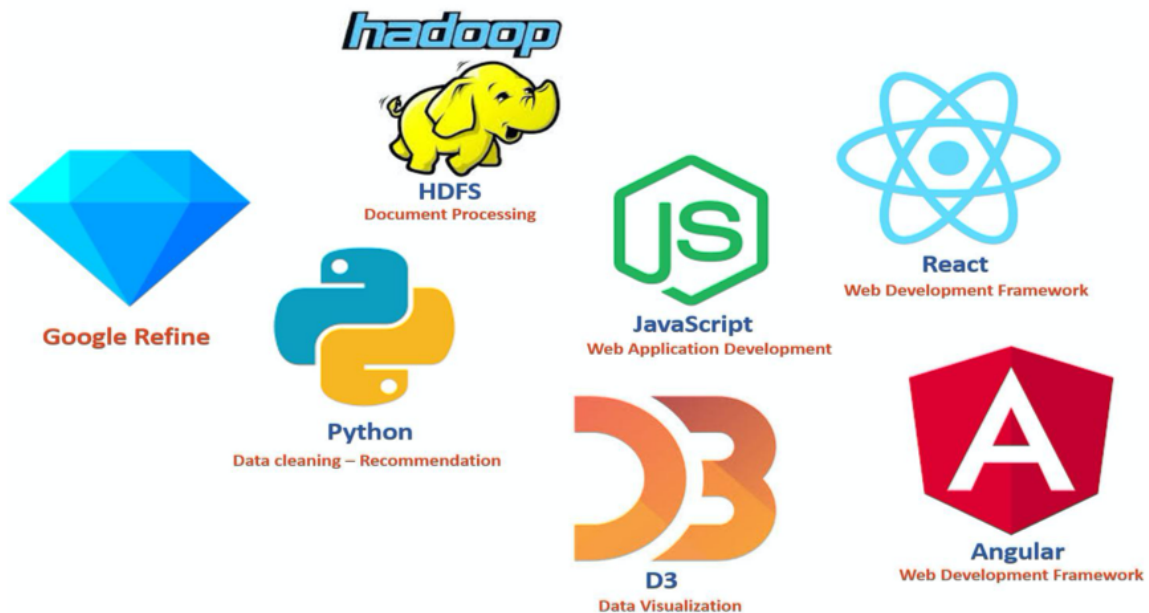 hadoop
HDFS
Document Processing
Google Refine
Python
Data cleaning – Recommendation
JS
JavaScript
Web Application Development
React
Web Development Framework
D3
D3
Data Visualization
A
Angular
Web Development Framework